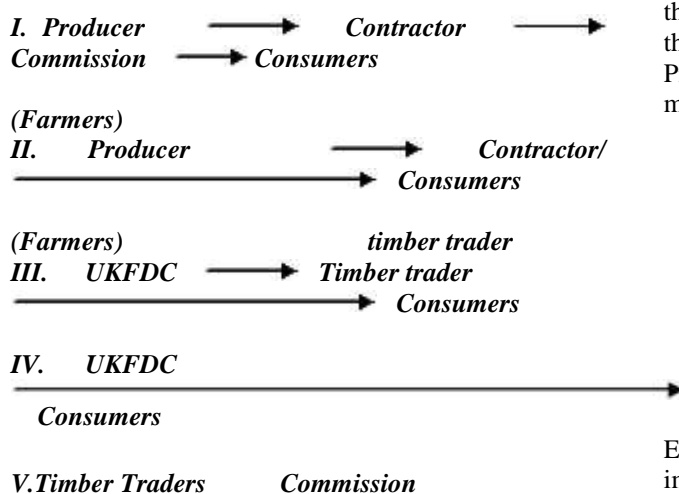 I. Producer Contractor
Commission Consumers
(Farmers)
II. Producer Contractor/
Consumers
(Farmers) timber trader
III. UKFDC Timber trader
Consumers
IV. UKFDC
Consumers
V.Timber Traders Commission